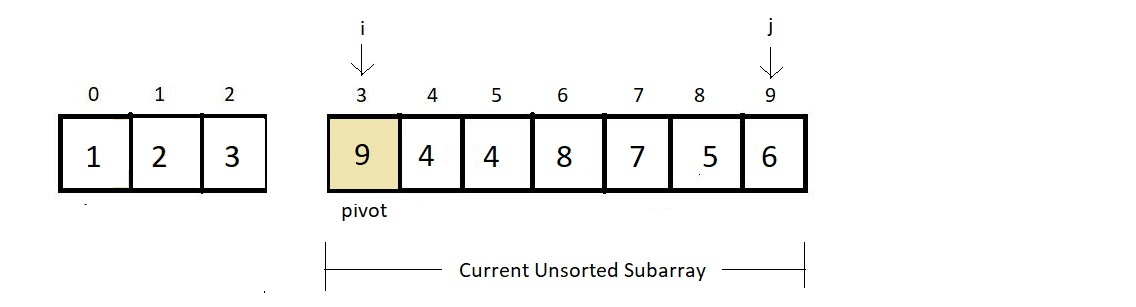 i j
0 1 2 3 4 5 6 7 8 9
1 2 3 9 4 4 8 7 5 6
pivot
Current Unsorted Subarray